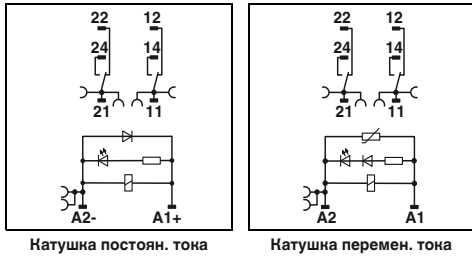 22 12 22 12
24 14 24 14
21 11 21 11
A2- A1+ A2 A1
Катушка постоян. тока Катушка перемен. тока